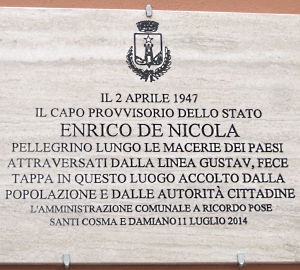 IL 2 APRILE 1947
IL CAPO PROVVISORIO DELLO STATO
ENRICO DE NICOLA
PELLEGRINO LUNGO LE MACERIE DEI PAESI
ATTRAVERSATI DALLA LINEA GUSTAV, FECE
TAPPA IN QUESTO LUOGO ACCOLTO DALLA
POPOLAZIONE E DALLE AUTORITÀ CITTADINE
L'AMMINISTRAZIONE COMUNALE A RICORDO POSE
SANTI COSMA E DAMIANO 11 LUGLIO 2014